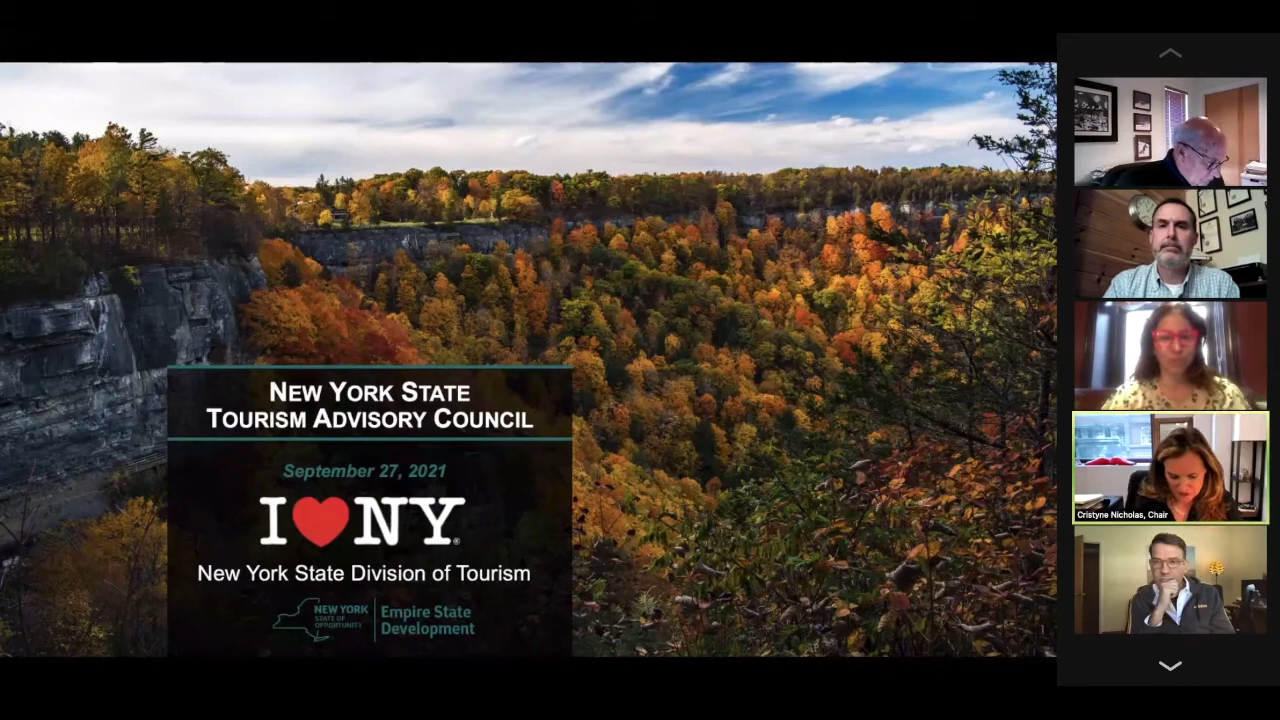 NEW YORK STATE
TOURISM ADVISORY COUNCIL
September 27, 2021
I NY®
New York State Division of Tourism
NEW YORK
STATE OF
OPPORTUNITY
Empire State
Development
Cristyne Nicholas, Chair